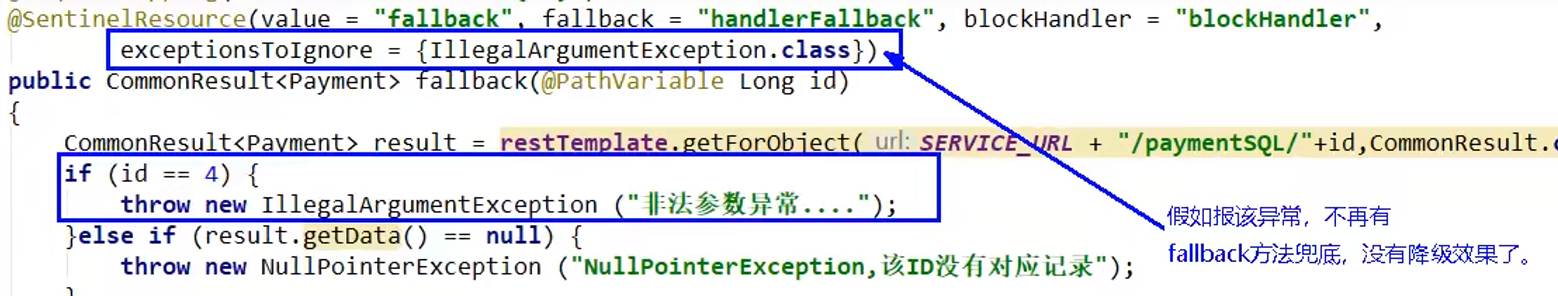 @SentinelResource(value = "fallback", fallback = "handlerFallback", blockHandler = "blockHandler",
exceptionsToIgnore = {IllegalArgumentException.class})
public CommonResult<Payment> fallback(@PathVariable Long id)
{
CommonResult<Payment> result = restTemplate.getForObject( url: SERVICE_URL + "/paymentSQL/"+id,CommonResult.
if (id == 4) {
throw new IllegalArgumentException ("非法参数异常....");
}else if (result.getData() == null) {
throw new NullPointerException ("NullPointerException,该ID没有对应记录");
假如报该异常，不再有
fallback方法兜底，没有降级效果了。